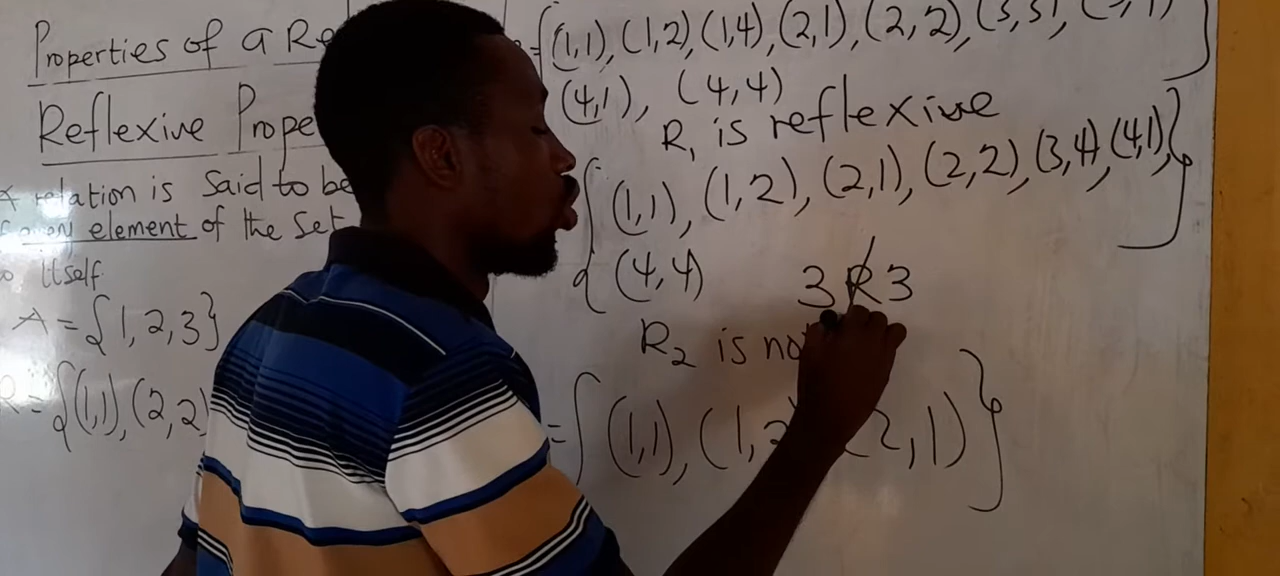 Properties of a Re
Reflexive Prope
relation is said to be
element of the set
itself
A = {1,2,3}
R = {(1,1), (2,2)
= {(1,1), (1,2), (1,4), (2,1), (2,2), (3,3),
(4,1), (4,4)
R₁ is reflexive
{(1,1), (1,2), (2,1), (2,2), (3,4), (4,1),}
(4,4)
3 R̸ 3
R₂ is no
= {(1,1), (1,2) 2,1)}